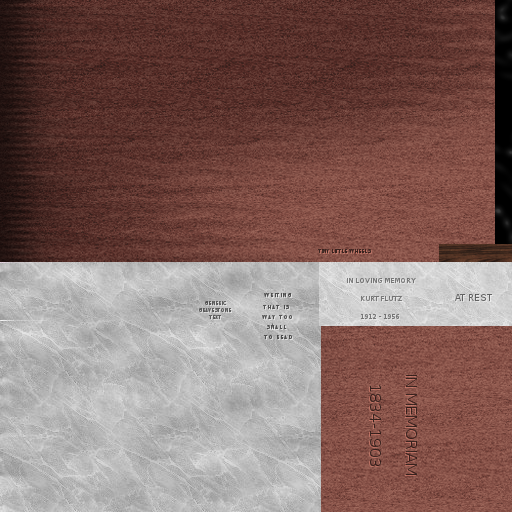 TINY LITTLE WHEELS
GENERIC
GRAVESTONE
TEXT
WRITING
THAT IS
WAY TOO
SMALL
TO READ
IN LOVING MEMORY
KURT FLUTZ
1912 - 1956
AT REST
IN MEMORIAM
1834-1903